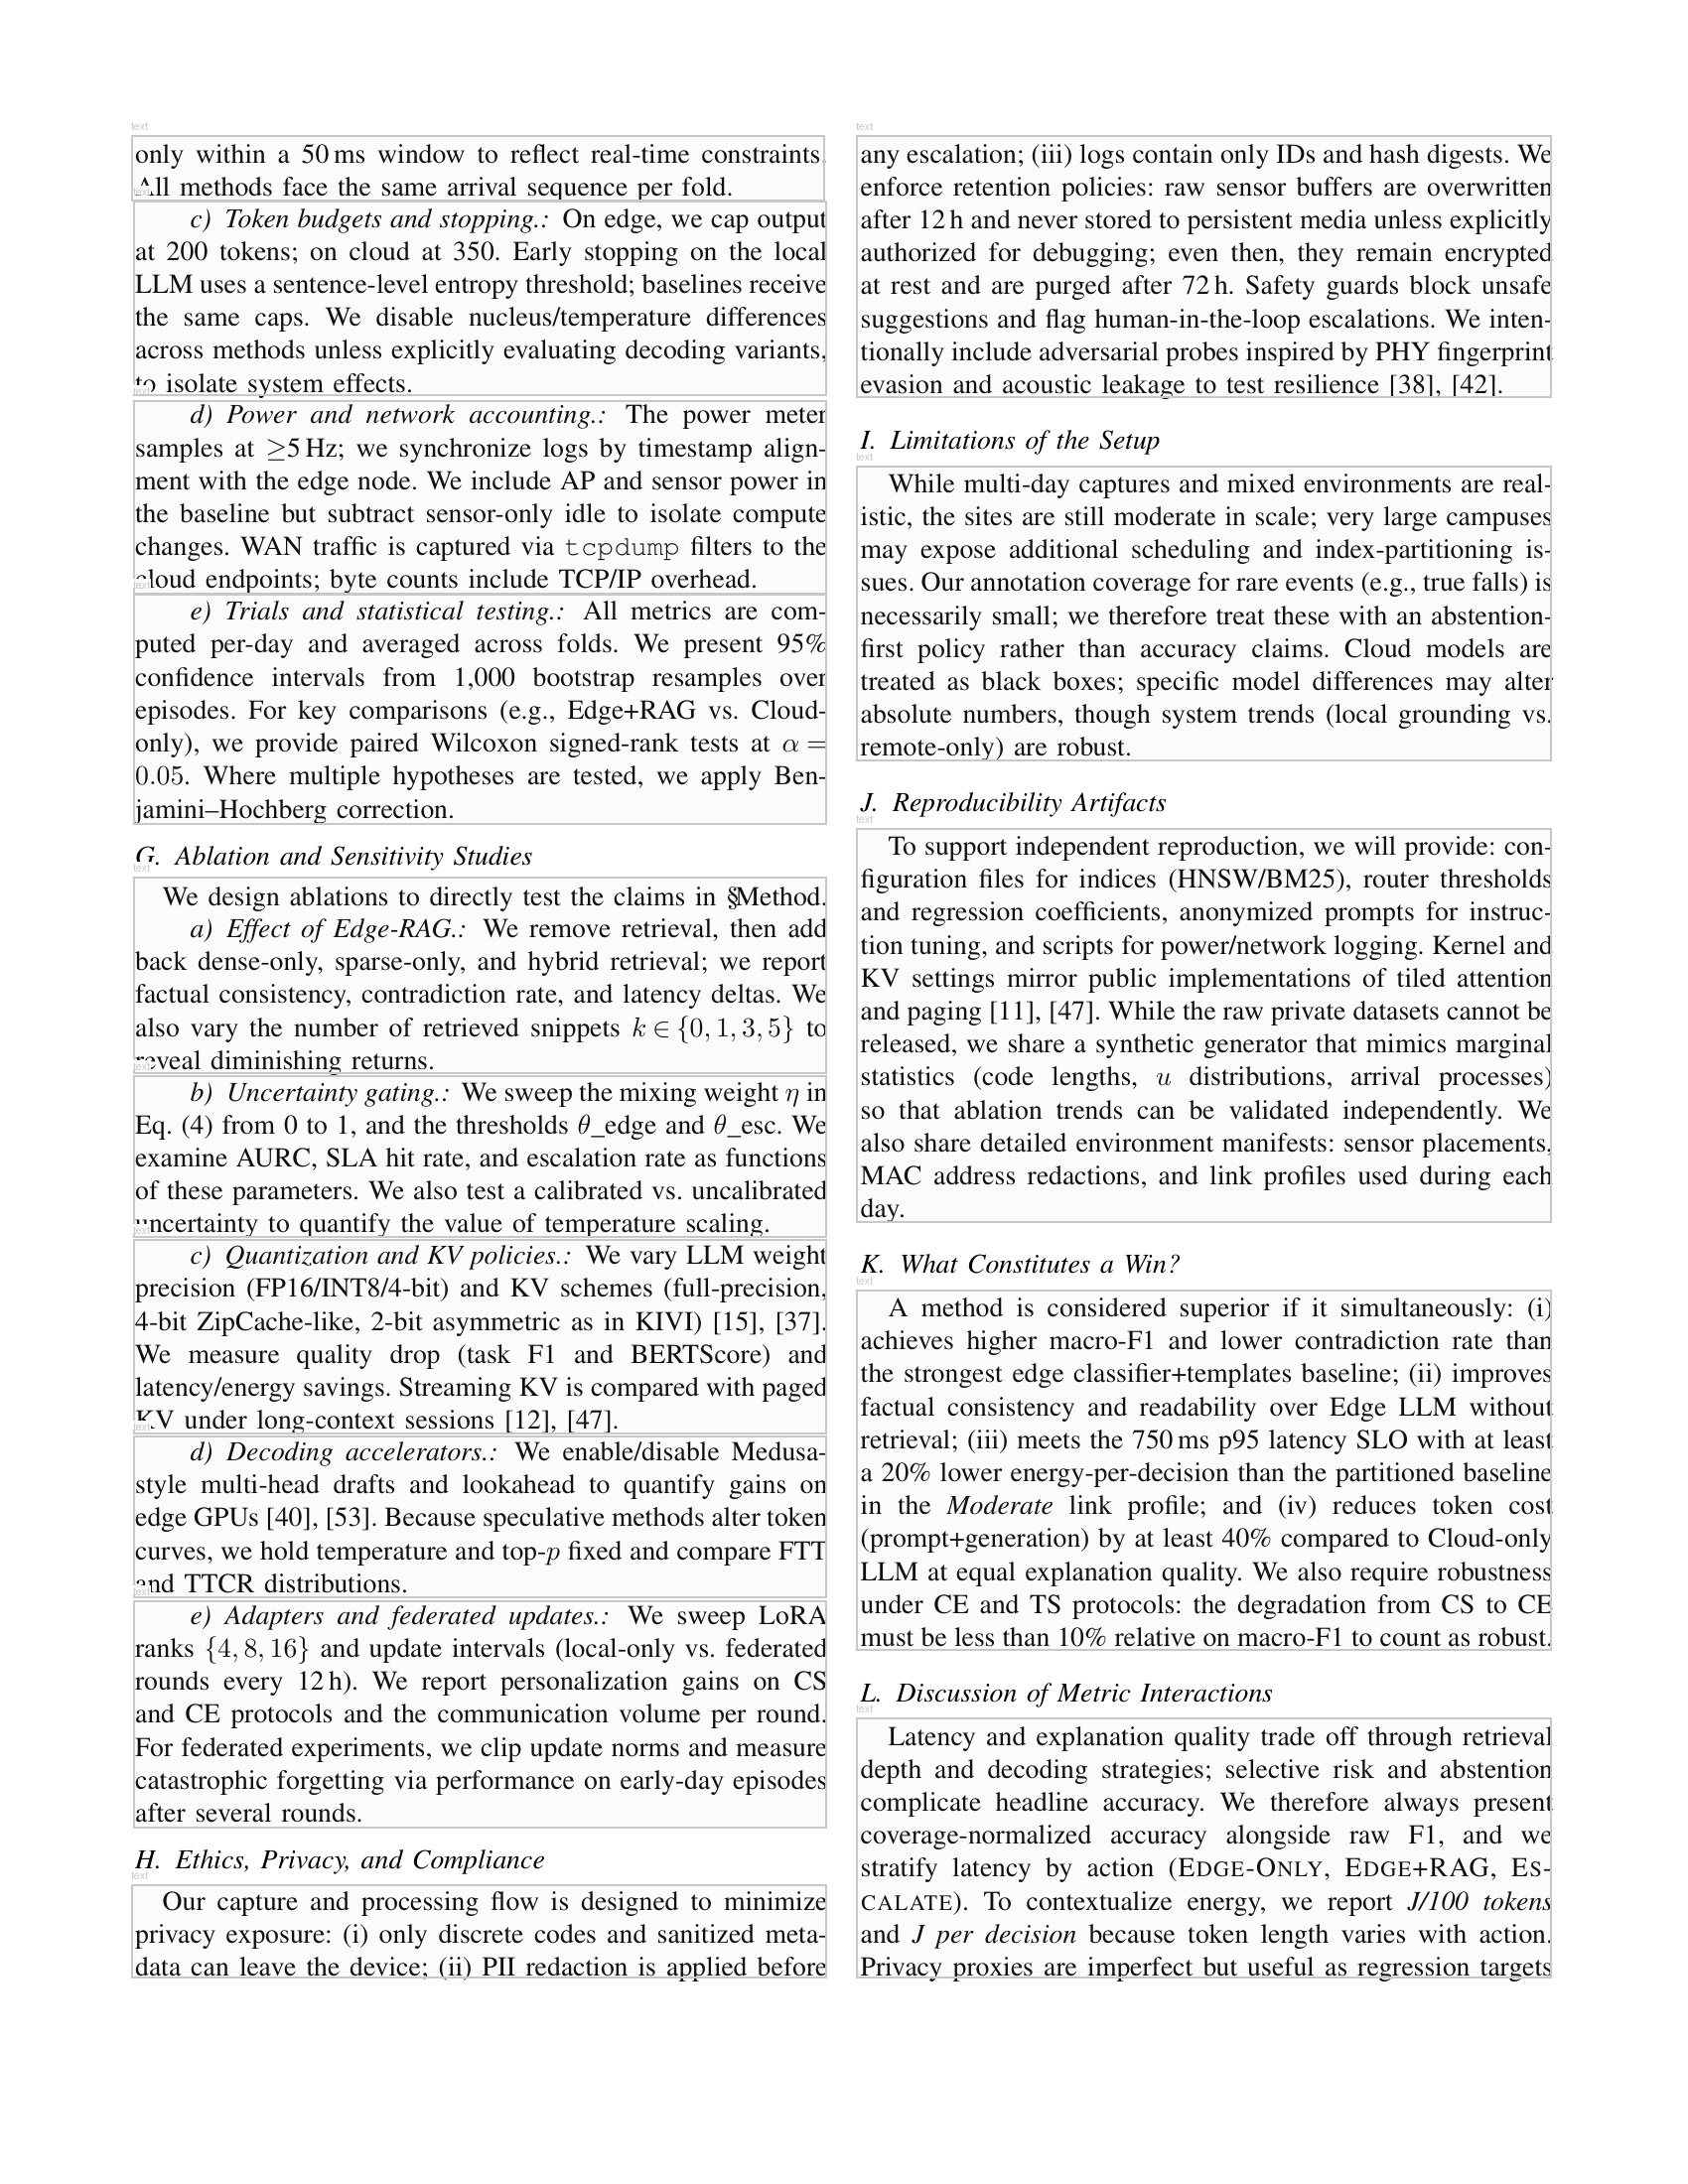 only within a 50 ms window to reflect real-time constraints.
All methods face the same arrival sequence per fold.
c) Token budgets and stopping.: On edge, we cap output
at 200 tokens; on cloud at 350. Early stopping on the local
LLM uses a sentence-level entropy threshold; baselines receive
the same caps. We disable nucleus/temperature differences
across methods unless explicitly evaluating decoding variants,
to isolate system effects.
d) Power and network accounting.: The power meter
samples at ≥5 Hz; we synchronize logs by timestamp align-
ment with the edge node. We include AP and sensor power in
the baseline but subtract sensor-only idle to isolate compute
changes. WAN traffic is captured via tcpdump filters to the
cloud endpoints; byte counts include TCP/IP overhead.
e) Trials and statistical testing.: All metrics are com-
puted per-day and averaged across folds. We present 95%
confidence intervals from 1,000 bootstrap resamples over
episodes. For key comparisons (e.g., Edge+RAG vs. Cloud-
only), we provide paired Wilcoxon signed-rank tests at α =
0.05. Where multiple hypotheses are tested, we apply Ben-
jamini–Hochberg correction.
G. Ablation and Sensitivity Studies
We design ablations to directly test the claims in §Method.
a) Effect of Edge-RAG.: We remove retrieval, then add
back dense-only, sparse-only, and hybrid retrieval; we report
factual consistency, contradiction rate, and latency deltas. We
also vary the number of retrieved snippets k ∈ {0, 1, 3, 5} to
reveal diminishing returns.
b) Uncertainty gating.: We sweep the mixing weight η in
Eq. (4) from 0 to 1, and the thresholds θ_edge and θ_esc. We
examine AURC, SLA hit rate, and escalation rate as functions
of these parameters. We also test a calibrated vs. uncalibrated
uncertainty to quantify the value of temperature scaling.
c) Quantization and KV policies.: We vary LLM weight
precision (FP16/INT8/4-bit) and KV schemes (full-precision,
4-bit ZipCache-like, 2-bit asymmetric as in KIVI) [15], [37].
We measure quality drop (task F1 and BERTScore) and
latency/energy savings. Streaming KV is compared with paged
KV under long-context sessions [12], [47].
d) Decoding accelerators.: We enable/disable Medusa-
style multi-head drafts and lookahead to quantify gains on
edge GPUs [40], [53]. Because speculative methods alter token
curves, we hold temperature and top-p fixed and compare FTT
and TTCR distributions.
e) Adapters and federated updates.: We sweep LoRA
ranks {4, 8, 16} and update intervals (local-only vs. federated
rounds every 12 h). We report personalization gains on CS
and CE protocols and the communication volume per round.
For federated experiments, we clip update norms and measure
catastrophic forgetting via performance on early-day episodes
after several rounds.
H. Ethics, Privacy, and Compliance
Our capture and processing flow is designed to minimize
privacy exposure: (i) only discrete codes and sanitized meta-
data can leave the device; (ii) PII redaction is applied before
any escalation; (iii) logs contain only IDs and hash digests. We
enforce retention policies: raw sensor buffers are overwritten
after 12 h and never stored to persistent media unless explicitly
authorized for debugging; even then, they remain encrypted
at rest and are purged after 72 h. Safety guards block unsafe
suggestions and flag human-in-the-loop escalations. We inten-
tionally include adversarial probes inspired by PHY fingerprint
evasion and acoustic leakage to test resilience [38], [42].
I. Limitations of the Setup
While multi-day captures and mixed environments are real-
istic, the sites are still moderate in scale; very large campuses
may expose additional scheduling and index-partitioning is-
sues. Our annotation coverage for rare events (e.g., true falls) is
necessarily small; we therefore treat these with an abstention-
first policy rather than accuracy claims. Cloud models are
treated as black boxes; specific model differences may alter
absolute numbers, though system trends (local grounding vs.
remote-only) are robust.
J. Reproducibility Artifacts
To support independent reproduction, we will provide: con-
figuration files for indices (HNSW/BM25), router thresholds
and regression coefficients, anonymized prompts for instruc-
tion tuning, and scripts for power/network logging. Kernel and
KV settings mirror public implementations of tiled attention
and paging [11], [47]. While the raw private datasets cannot be
released, we share a synthetic generator that mimics marginal
statistics (code lengths, u distributions, arrival processes)
so that ablation trends can be validated independently. We
also share detailed environment manifests: sensor placements,
MAC address redactions, and link profiles used during each
day.
K. What Constitutes a Win?
A method is considered superior if it simultaneously: (i)
achieves higher macro-F1 and lower contradiction rate than
the strongest edge classifier+templates baseline; (ii) improves
factual consistency and readability over Edge LLM without
retrieval; (iii) meets the 750 ms p95 latency SLO with at least
a 20% lower energy-per-decision than the partitioned baseline
in the Moderate link profile; and (iv) reduces token cost
(prompt+generation) by at least 40% compared to Cloud-only
LLM at equal explanation quality. We also require robustness
under CE and TS protocols: the degradation from CS to CE
must be less than 10% relative on macro-F1 to count as robust.
L. Discussion of Metric Interactions
Latency and explanation quality trade off through retrieval
depth and decoding strategies; selective risk and abstention
complicate headline accuracy. We therefore always present
coverage-normalized accuracy alongside raw F1, and we
stratify latency by action (EDGE-ONLY, EDGE+RAG, ES-
CALATE). To contextualize energy, we report J/100 tokens
and J per decision because token length varies with action.
Privacy proxies are imperfect but useful as regression targets